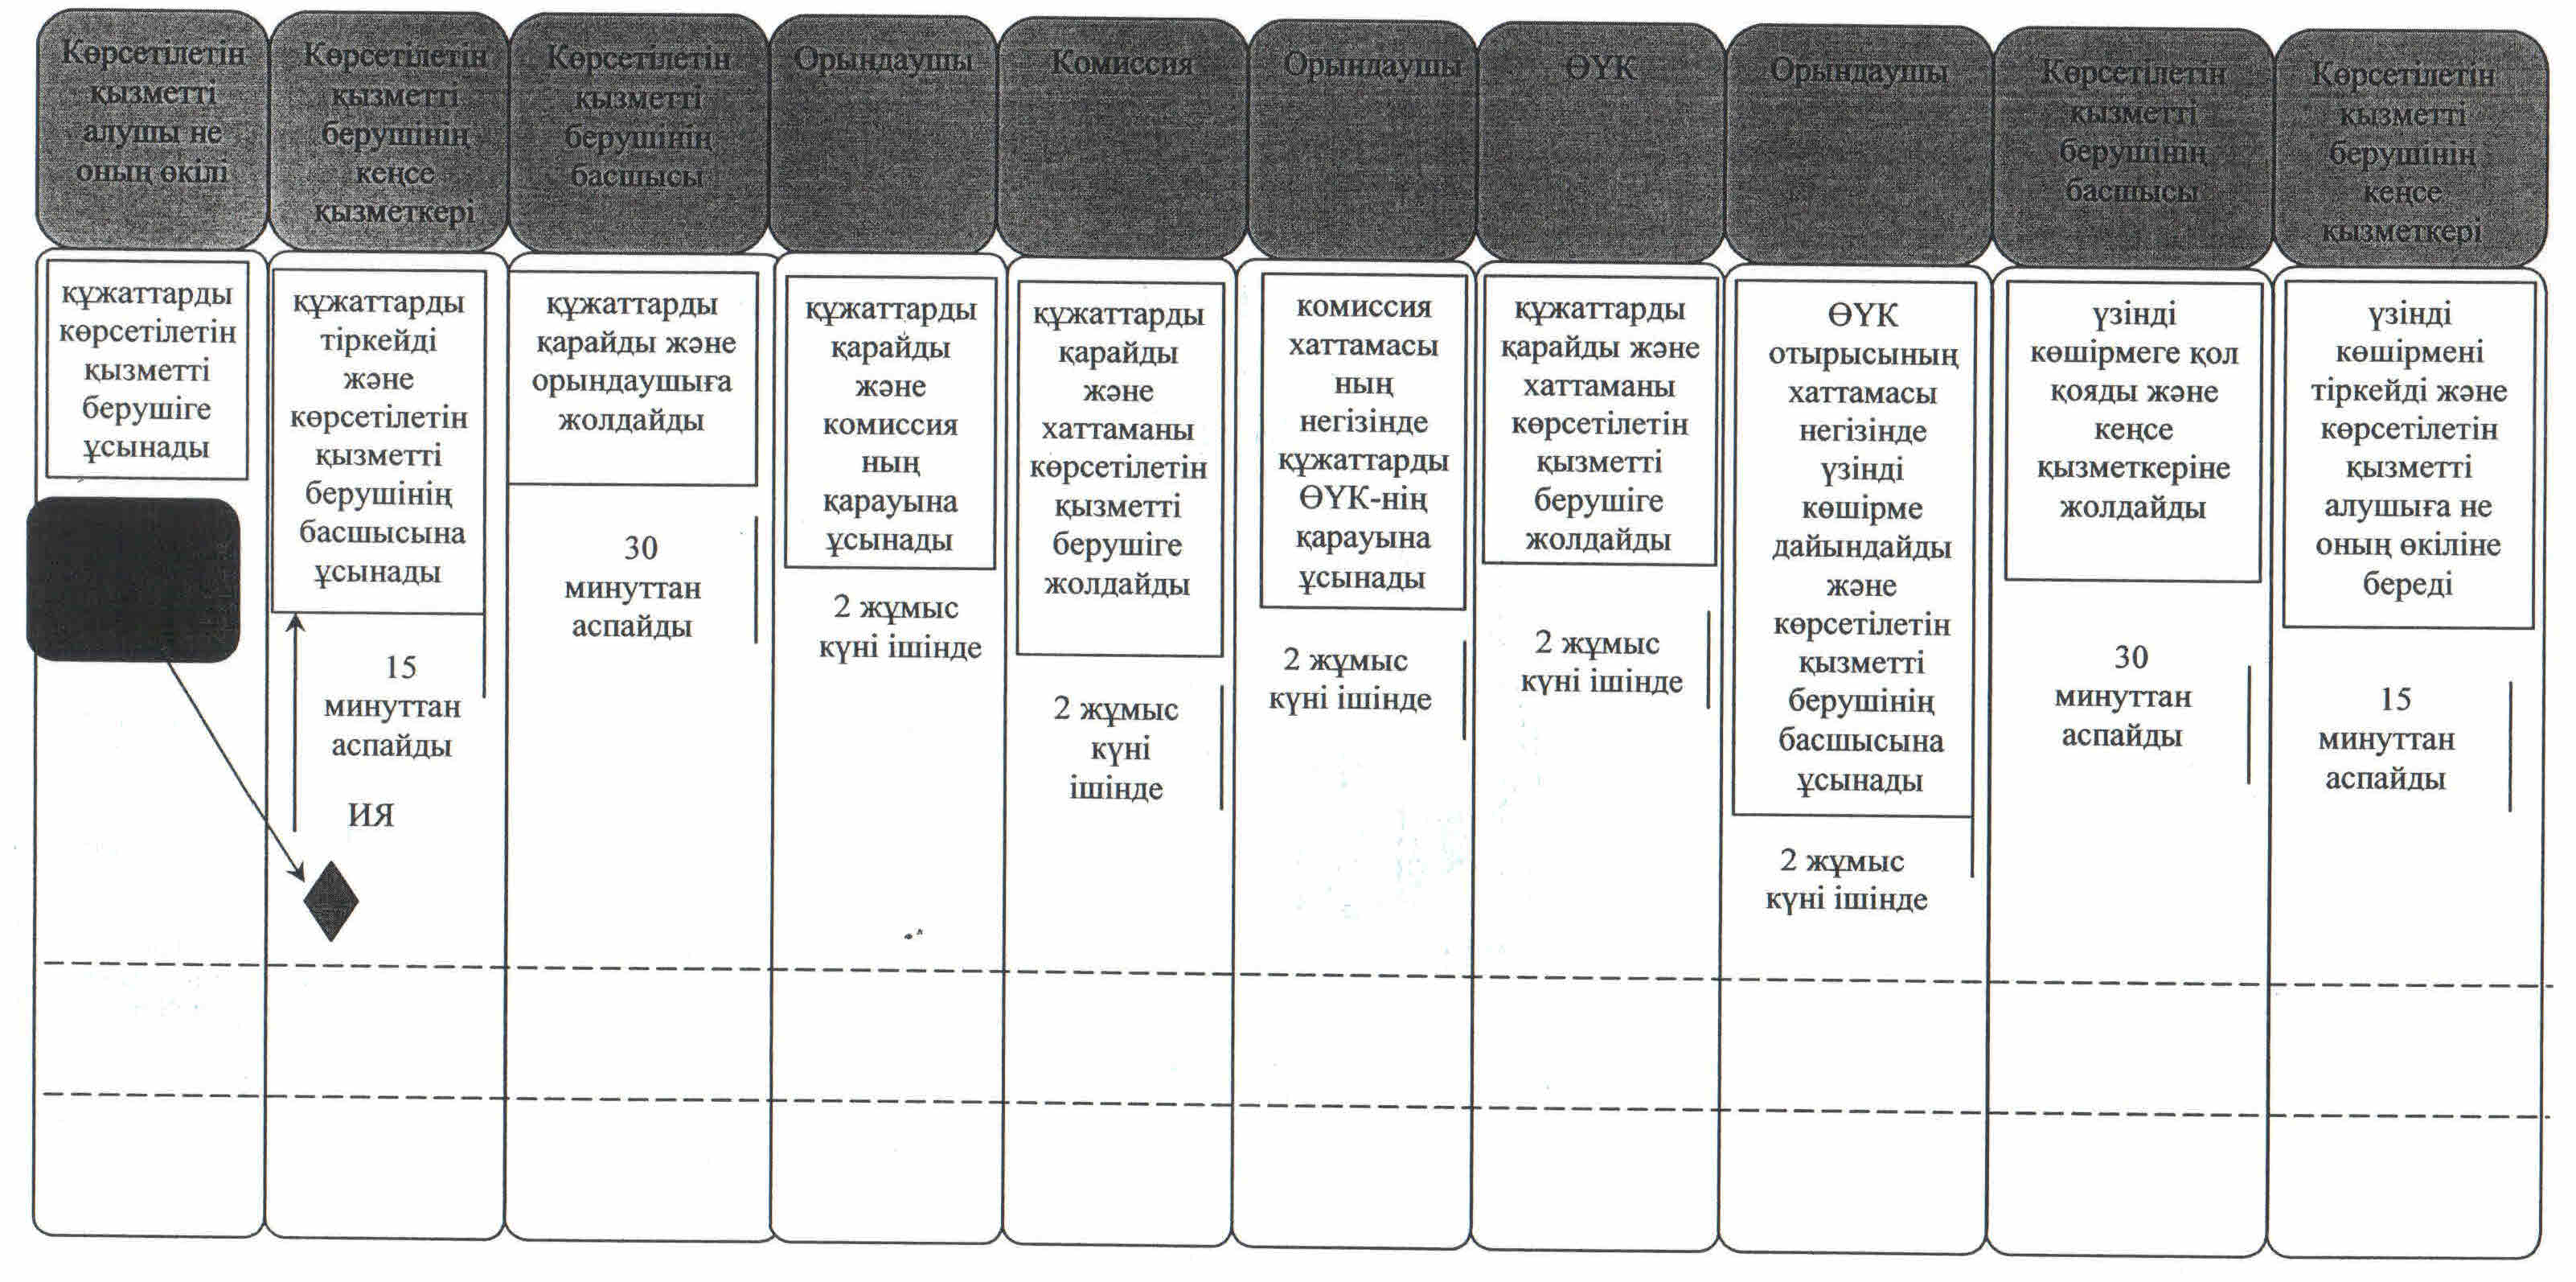 Көрсетілетін
қызметті
алушы не
оның өкілі
Көрсетілетін
қызметті
берушінің
кеңсе
қызметкері
Көрсетілетін
қызметті
берушінің
басшысы
Орындаушы
Комиссия
Орындаушы
ӨҮК
Орындаушы
Көрсетілетін
қызметті
берушінің
басшысы
Көрсетілетін
қызметті
берушінің
кеңсе
қызметкері
құжаттарды
көрсетілетін
қызметті
берушіге
ұсынады
құжаттарды
тіркейді
және
көрсетілетін
қызметті
берушінің
басшысына
ұсынады
15
минуттан
аспайды
ИЯ
құжаттарды
қарайды және
орындаушыға
жолдайды
30
минуттан
аспайды
құжаттарды
қарайды
және
комиссия
ның
қарауына
ұсынады
2 жұмыс
күні ішінде
құжаттарды
қарайды
және
хаттаманы
көрсетілетін
қызметті
берушіге
жолдайды
2 жұмыс
күні
ішінде
комиссия
хаттамасы
ның
негізінде
құжаттарды
ӨҮК-нің
қарауына
ұсынады
2 жұмыс
күні ішінде
құжаттарды
қарайды және
хаттаманы
көрсетілетін
қызметті
берушіге
жолдайды
2 жұмыс
күні ішінде
ӨҮК
отырысының
хаттамасы
негізінде
үзінді
көшірме
дайындайды
және
көрсетілетін
қызметті
берушінің
басшысына
ұсынады
2 жұмыс
күні ішінде
үзінді
көшірмеге қол
қояды және
кеңсе
қызметкеріне
жолдайды
30
минуттан
аспайды
үзінді
көшірмені
тіркейді және
көрсетілетін
қызметті
алушыға не
оның өкіліне
береді
15
минуттан
аспайды